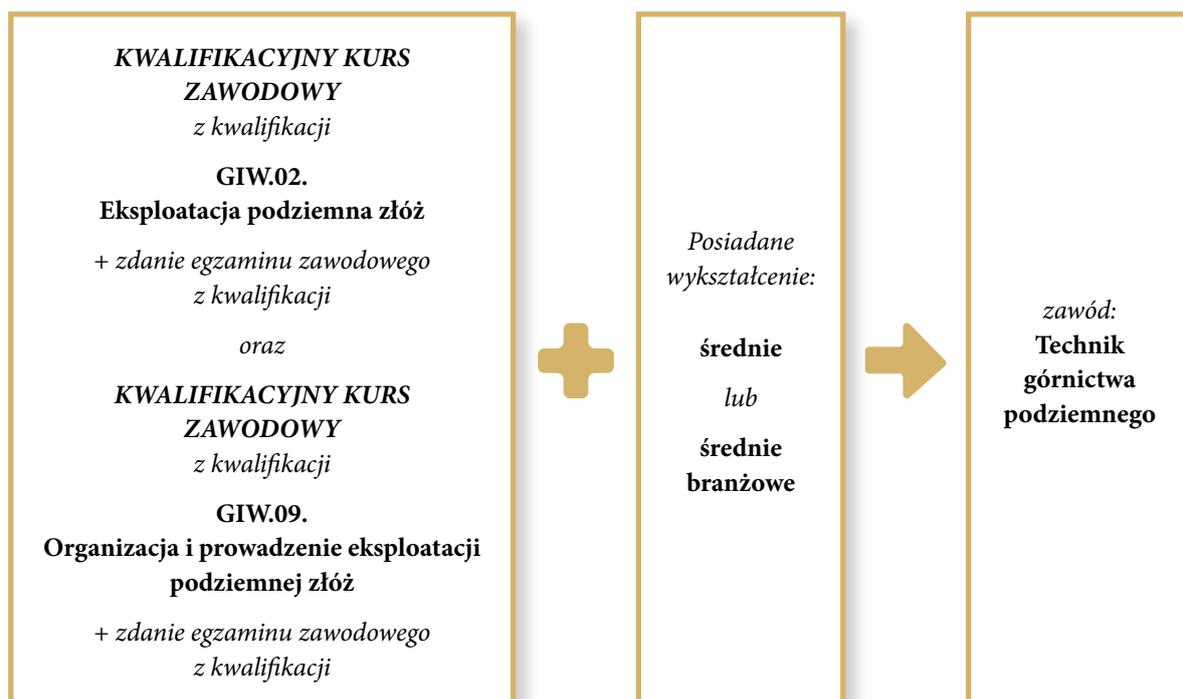 KWALIFIKACYJNY KURS
ZAWODOWY
z kwalifikacji
GIW.02.
Eksploatacja podziemna złóż
+ zdanie egzaminu zawodowego
z kwalifikacji
oraz
KWALIFIKACYJNY KURS
ZAWODOWY
z kwalifikacji
GIW.09.
Organizacja i prowadzenie eksploatacji
podziemnej złóż
+ zdanie egzaminu zawodowego
z kwalifikacji
Posiadane
wykształcenie:
średnie
lub
średnie
branżowe
zawód:
Technik
górnictwa
podziemnego